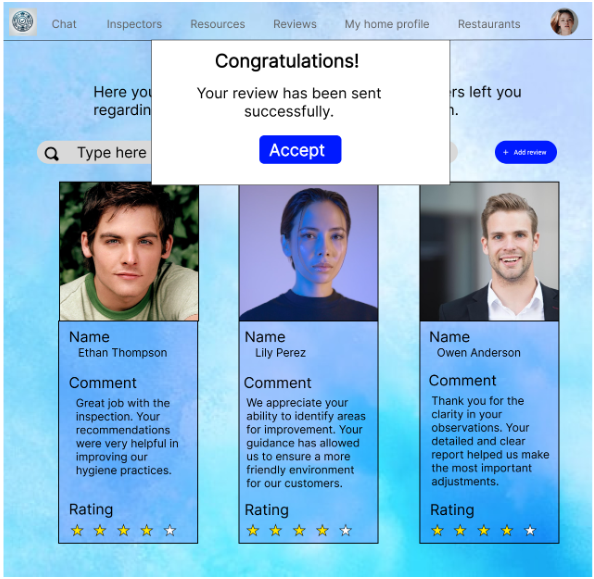 Chat Inspectors Resources Reviews My home profile Restaurants
Congratulations!
Your review has been sent
successfully.
Accept
Here you
ers left you
regardin
Type here
+ Add review
Name
Ethan Thompson
Comment
Great job with the
inspection. Your
recommendations
were very helpful in
improving our
hygiene practices.
Rating
Name
Lily Perez
Comment
We appreciate your
ability to identify areas
for improvement. Your
guidance has allowed
us to ensure a more
friendly environment
for our customers.
Rating
Name
Owen Anderson
Comment
Thank you for the
clarity in your
observations. Your
detailed and clear
report helped us make
the most important
adjustments.
Rating